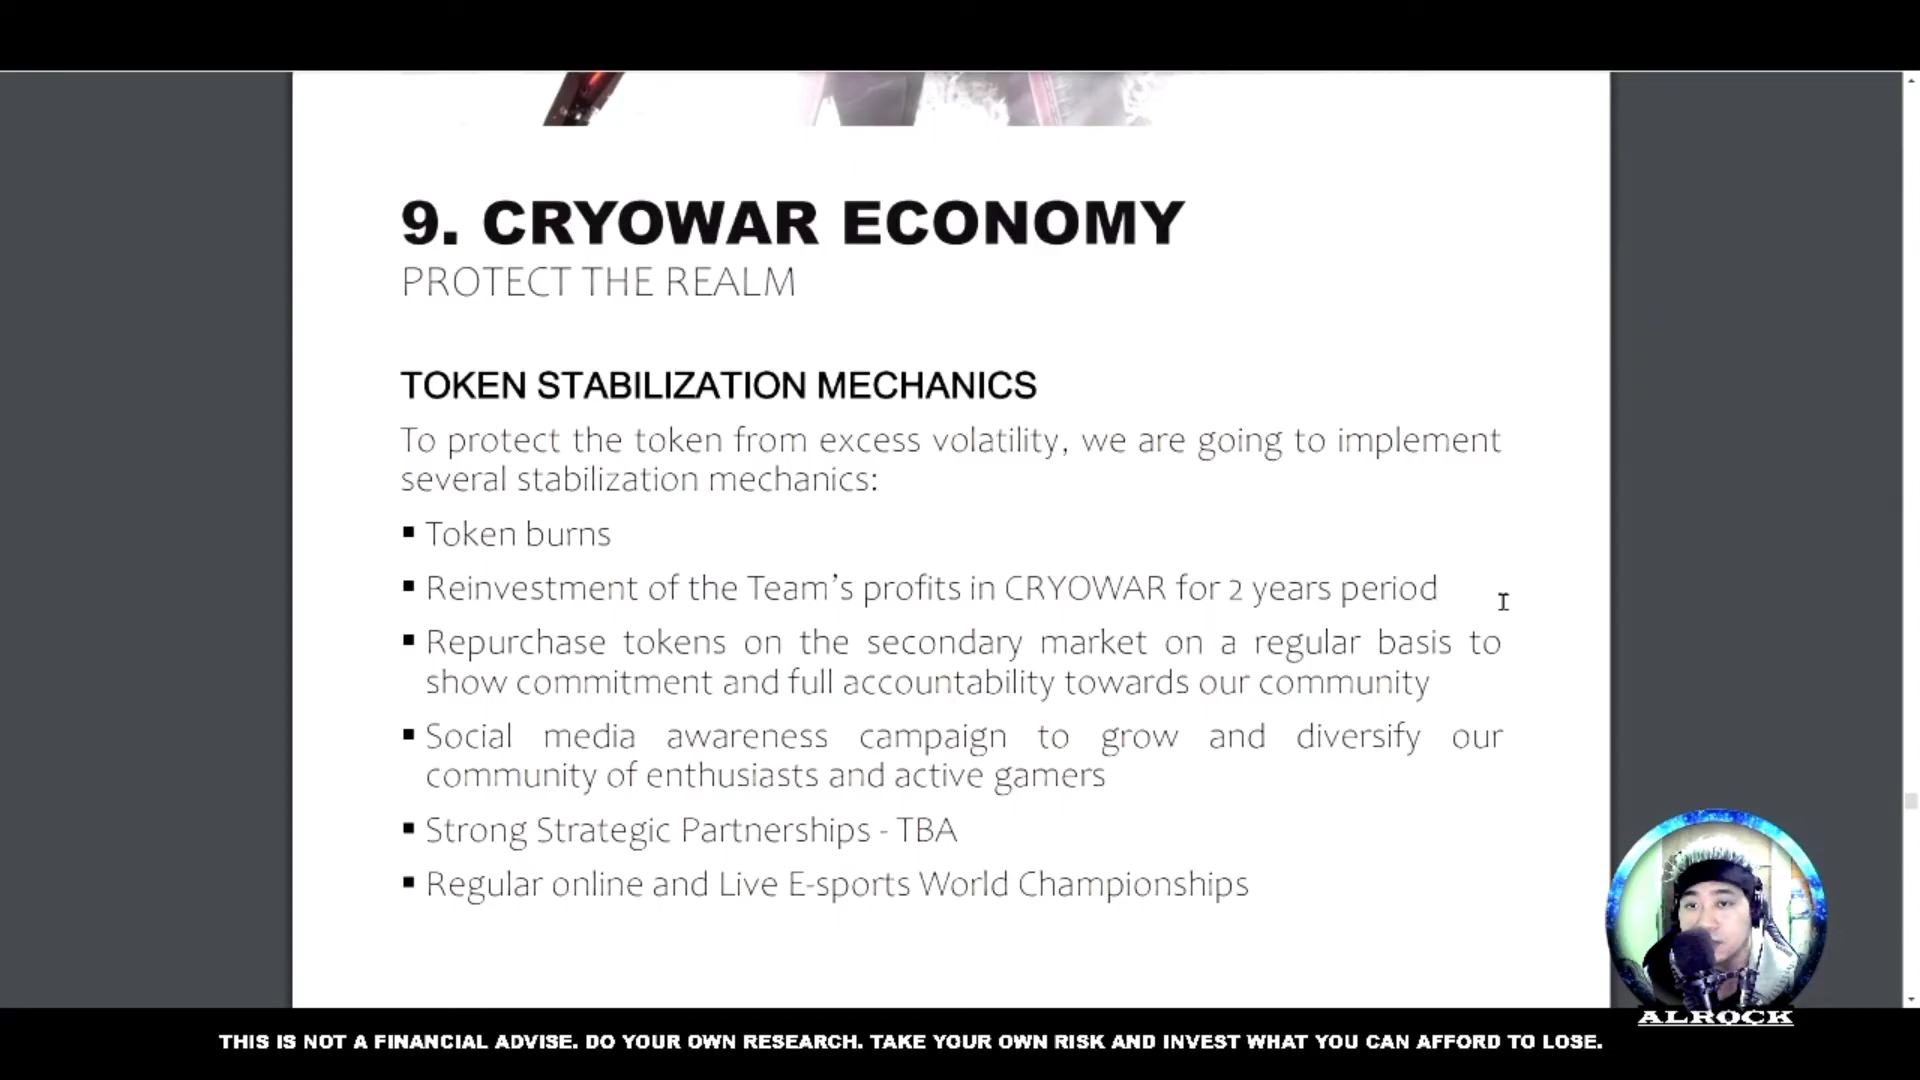 9. CRYOWAR ECONOMY
PROTECT THE REALM
TOKEN STABILIZATION MECHANICS
To protect the token from excess volatility, we are going to implement
several stabilization mechanics:
▪ Token burns
▪ Reinvestment of the Team's profits in CRYOWAR for 2 years period
▪ Repurchase tokens on the secondary market on a regular basis to
show commitment and full accountability towards our community
▪ Social media awareness campaign to grow and diversify our
community of enthusiasts and active gamers
▪ Strong Strategic Partnerships - TBA
▪ Regular online and Live E-sports World Championships
ALROCK
THIS IS NOT A FINANCIAL ADVISE. DO YOUR OWN RESEARCH. TAKE YOUR OWN RISK AND INVEST WHAT YOU CAN AFFORD TO LOSE.